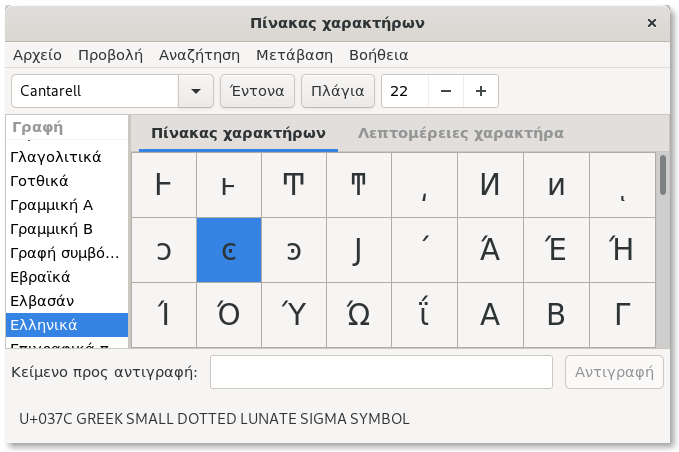 Πίνακας χαρακτήρων ×
Αρχείο Προβολή Αναζήτηση Μετάβαση Βοήθεια
Cantarell Έντονα Πλάγια 22 − +
Γραφή
Πίνακας χαρακτήρων Λεπτομέρειες χαρακτήρα
Γλαγολιτικά
Γοτθικά
Γραμμική Α
Γραμμική Β
Γραφή συμβό…
Εβραϊκά
Ελβασάν
Ελληνικά
Ͱ ͱ Ͳ ͳ ͵ Ͷ ͷ ͺ
ͻ ͼ ͽ Ϳ ΄ Ά Έ Ή
Ί Ό Ύ Ώ ΐ Α Β Γ
Κείμενο προς αντιγραφή: Αντιγραφή
U+037C GREEK SMALL DOTTED LUNATE SIGMA SYMBOL